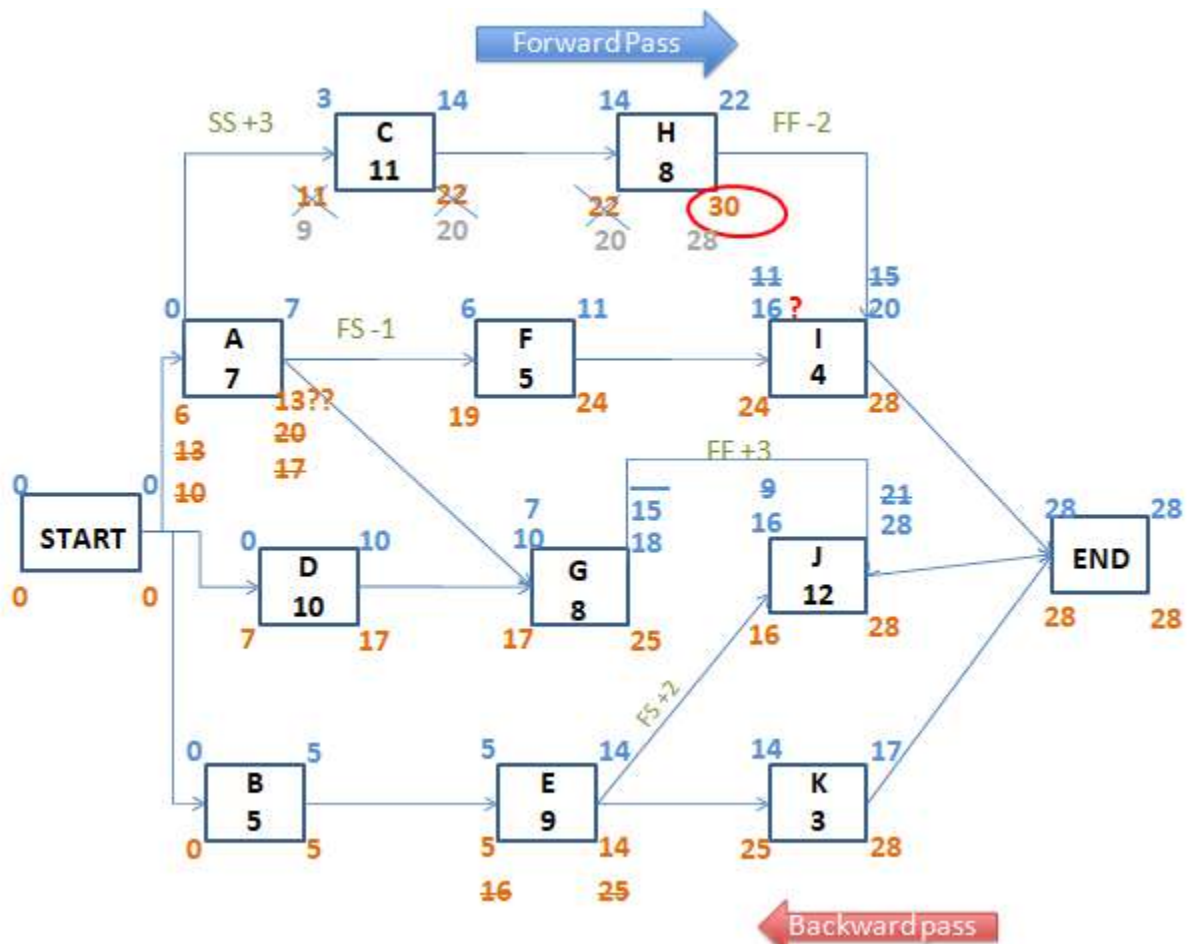 Forward Pass
3 14 14 22
SS +3 C H FF -2
11 8
11 22 22 30
9 20 20 28
11 15
0 7 6 11 16 ? 20
A FS -1 F I
7 5 4
6 13?? 19 24 24 28
13 20
10 17
FF +3
0 0 7 15 9 21
START 0 10 10 18 16 28 28 28
D G J END
10 8 12
0 0 7 17 17 25 16 28 28 28
FS +2
0 5 5 14 14 17
B E K
5 9 3
0 5 5 14 25 28
16 25
Backward pass